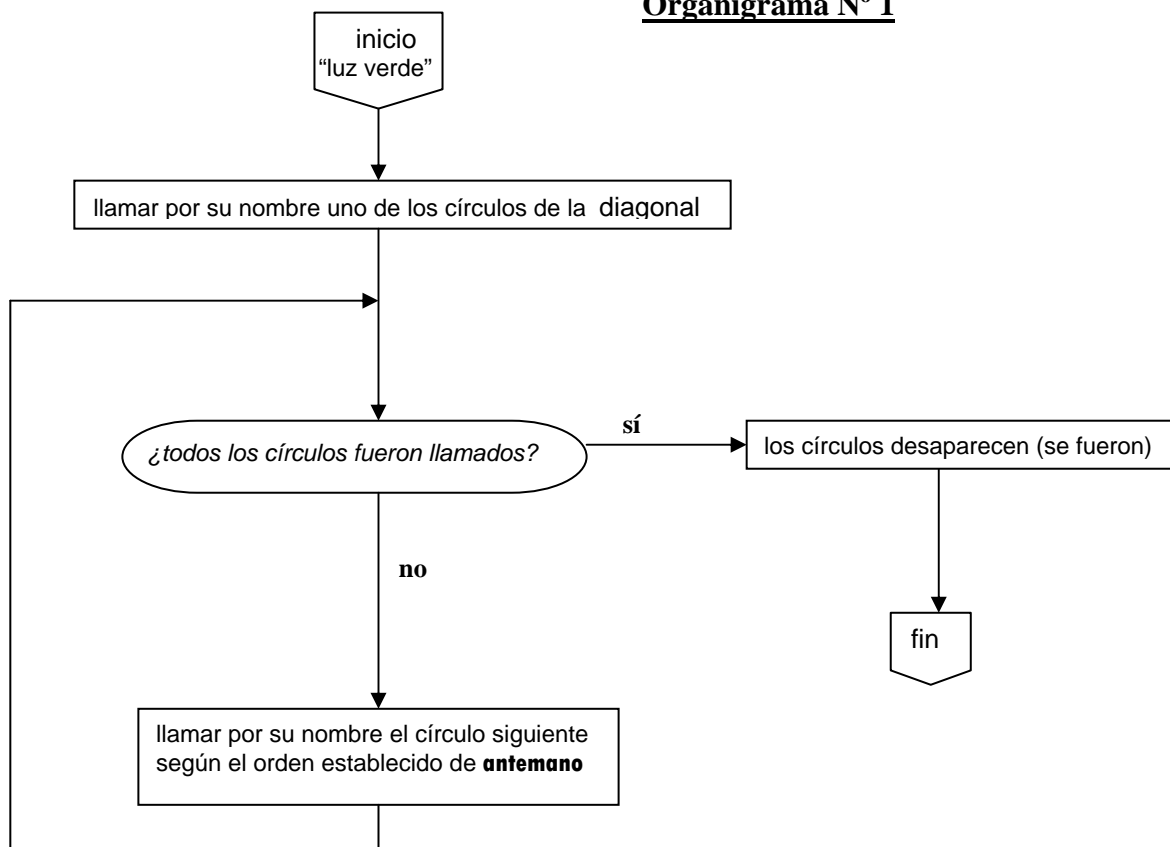 Organigrama Nº 1
inicio
“luz verde”
llamar por su nombre uno de los círculos de la diagonal
¿todos los círculos fueron llamados?
sí
los círculos desaparecen (se fueron)
no
fin
llamar por su nombre el círculo siguiente
según el orden establecido de antemano